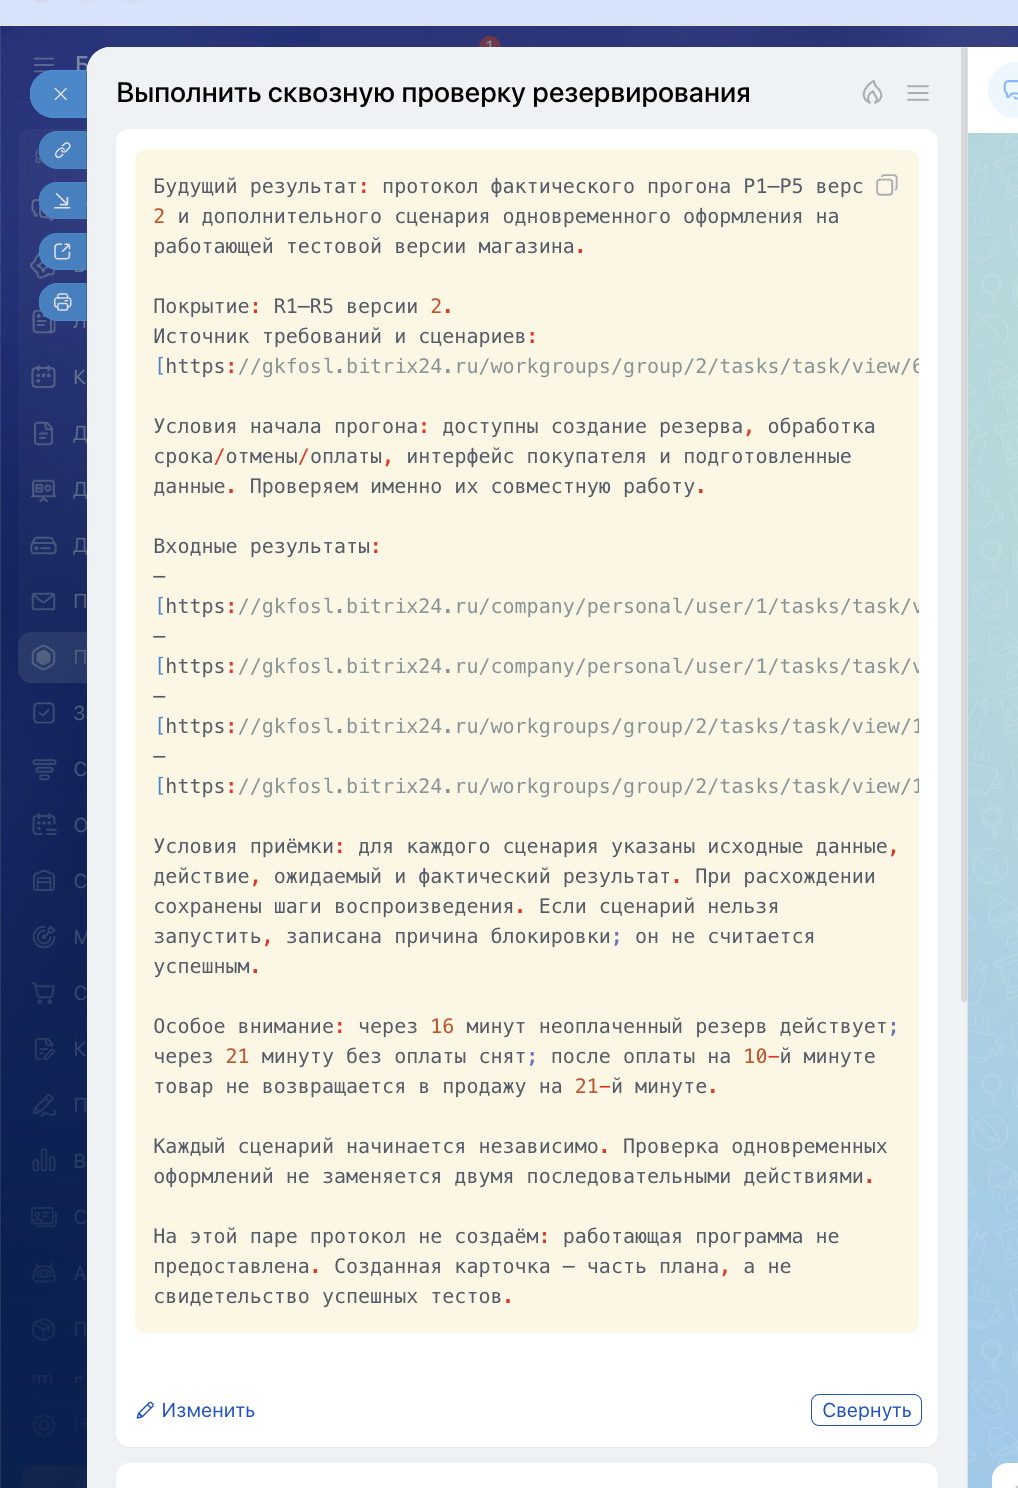 1
Выполнить сквозную проверку резервирования
Будущий результат: протокол фактического прогона P1—P5 верс
2 и дополнительного сценария одновременного оформления на
работающей тестовой версии магазина.
Покрытие: R1—R5 версии 2.
Источник требований и сценариев:
[https://gkfosl.bitrix24.ru/workgroups/group/2/tasks/task/view/6
Условия начала прогона: доступны создание резерва, обработка
срока/отмены/оплаты, интерфейс покупателя и подготовленные
данные. Проверяем именно их совместную работу.
Входные результаты:
—
[https://gkfosl.bitrix24.ru/company/personal/user/1/tasks/task/v
—
[https://gkfosl.bitrix24.ru/company/personal/user/1/tasks/task/v
—
[https://gkfosl.bitrix24.ru/workgroups/group/2/tasks/task/view/1
—
[https://gkfosl.bitrix24.ru/workgroups/group/2/tasks/task/view/1
Условия приёмки: для каждого сценария указаны исходные данные,
действие, ожидаемый и фактический результат. При расхождении
сохранены шаги воспроизведения. Если сценарий нельзя
запустить, записана причина блокировки; он не считается
успешным.
Особое внимание: через 16 минут неоплаченный резерв действует;
через 21 минуту без оплаты снят; после оплаты на 10-й минуте
товар не возвращается в продажу на 21-й минуте.
Каждый сценарий начинается независимо. Проверка одновременных
оформлений не заменяется двумя последовательными действиями.
На этой паре протокол не создаём: работающая программа не
предоставлена. Созданная карточка — часть плана, а не
свидетельство успешных тестов.
Изменить
Свернуть